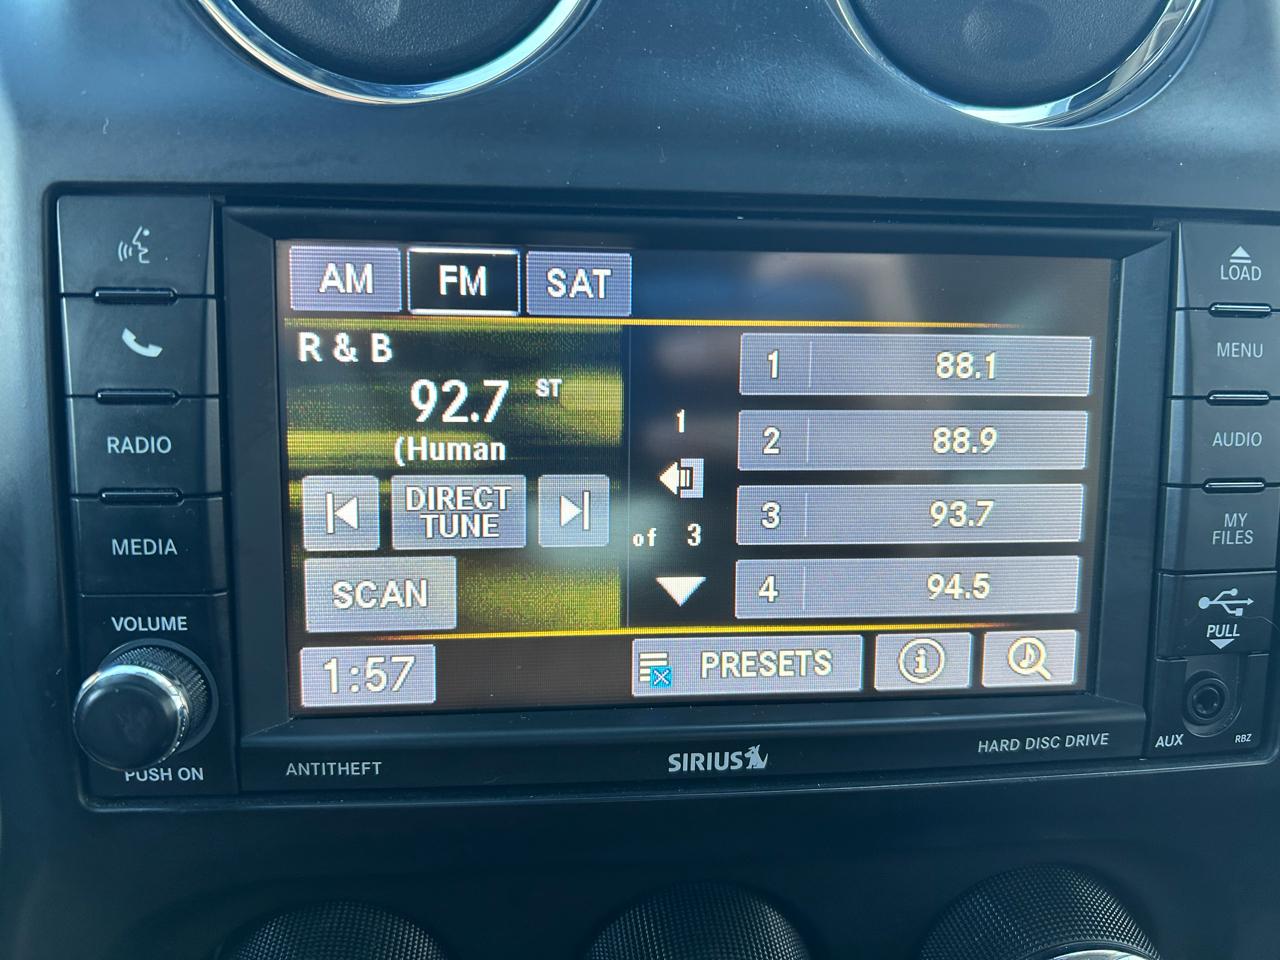 AM FM SAT
R & B
92.7 ST
(Human
DIRECT
TUNE
SCAN
1:57
1
of 3
1 88.1
2 88.9
3 93.7
4 94.5
PRESETS
i
RADIO
MEDIA
VOLUME
PUSH ON
LOAD
MENU
AUDIO
MY
FILES
PULL
AUX
RBZ
ANTITHEFT
SIRIUS
HARD DISC DRIVE